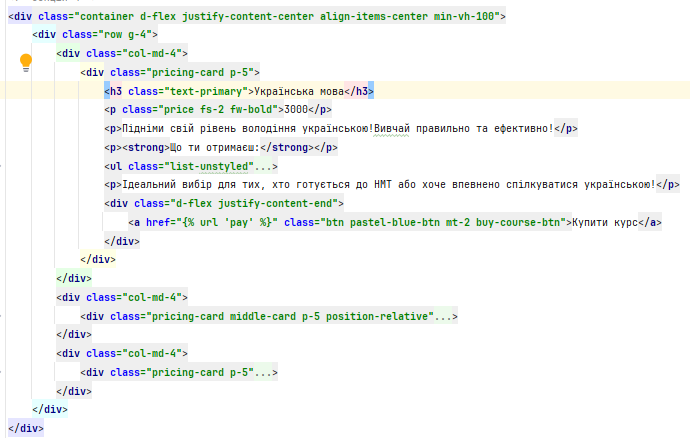 <div class="container d-flex justify-content-center align-items-center min-vh-100">
<div class="row g-4">
<div class="col-md-4">
<div class="pricing-card p-5">
<h3 class="text-primary">Українська мова</h3>
<p class="price fs-2 fw-bold">3000</p>
<p>Підніми свій рівень володіння українською!Вивчай правильно та ефективно!</p>
<p><strong>Що ти отримаєш:</strong></p>
<ul class="list-unstyled"...>
<p>Ідеальний вибір для тих, хто готується до НМТ або хоче впевнено спілкуватися українською!</p>
<div class="d-flex justify-content-end">
<a href="{% url 'pay' %}" class="btn pastel-blue-btn mt-2 buy-course-btn">Купити курс</a>
</div>
</div>
</div>
<div class="col-md-4">
<div class="pricing-card middle-card p-5 position-relative"...>
</div>
<div class="col-md-4">
<div class="pricing-card p-5"...>
</div>
</div>
</div>